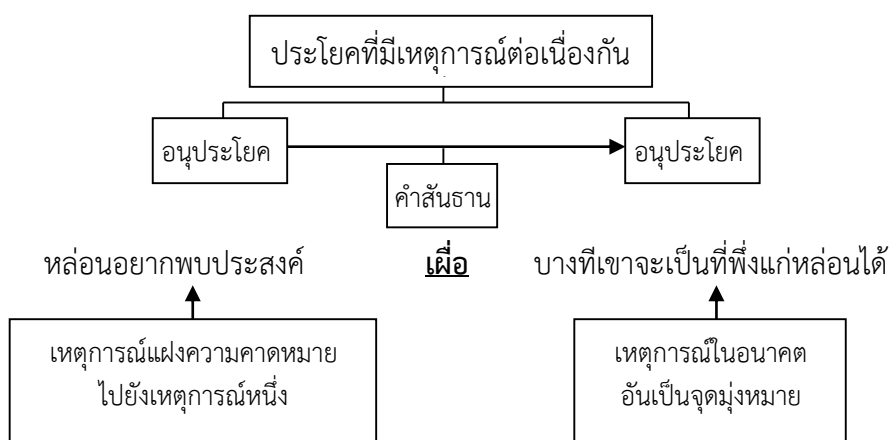 ประโยคที่มีเหตุการณ์ต่อเนื่องกัน
อนุประโยค
อนุประโยค
คำสันธาน
หล่อนอยากพบประสงค์ เผื่อ บางทีเขาจะเป็นที่พึ่งแก่หล่อนได้
เหตุการณ์แฝงความคาดหมาย
ไปยังเหตุการณ์หนึ่ง
เหตุการณ์ในอนาคต
อันเป็นจุดมุ่งหมาย